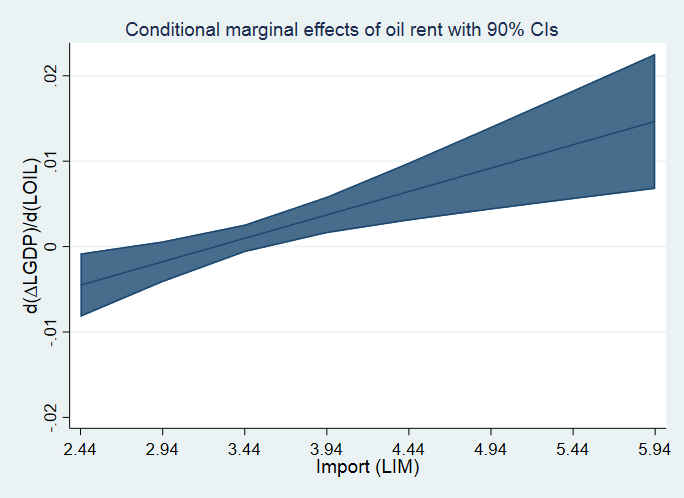 Conditional marginal effects of oil rent with 90% CIs
d(ΔLGDP)/d(LOIL)
.02
.01
0
-.01
-.02
2.44 2.94 3.44 3.94 4.44 4.94 5.44 5.94
Import (LIM)